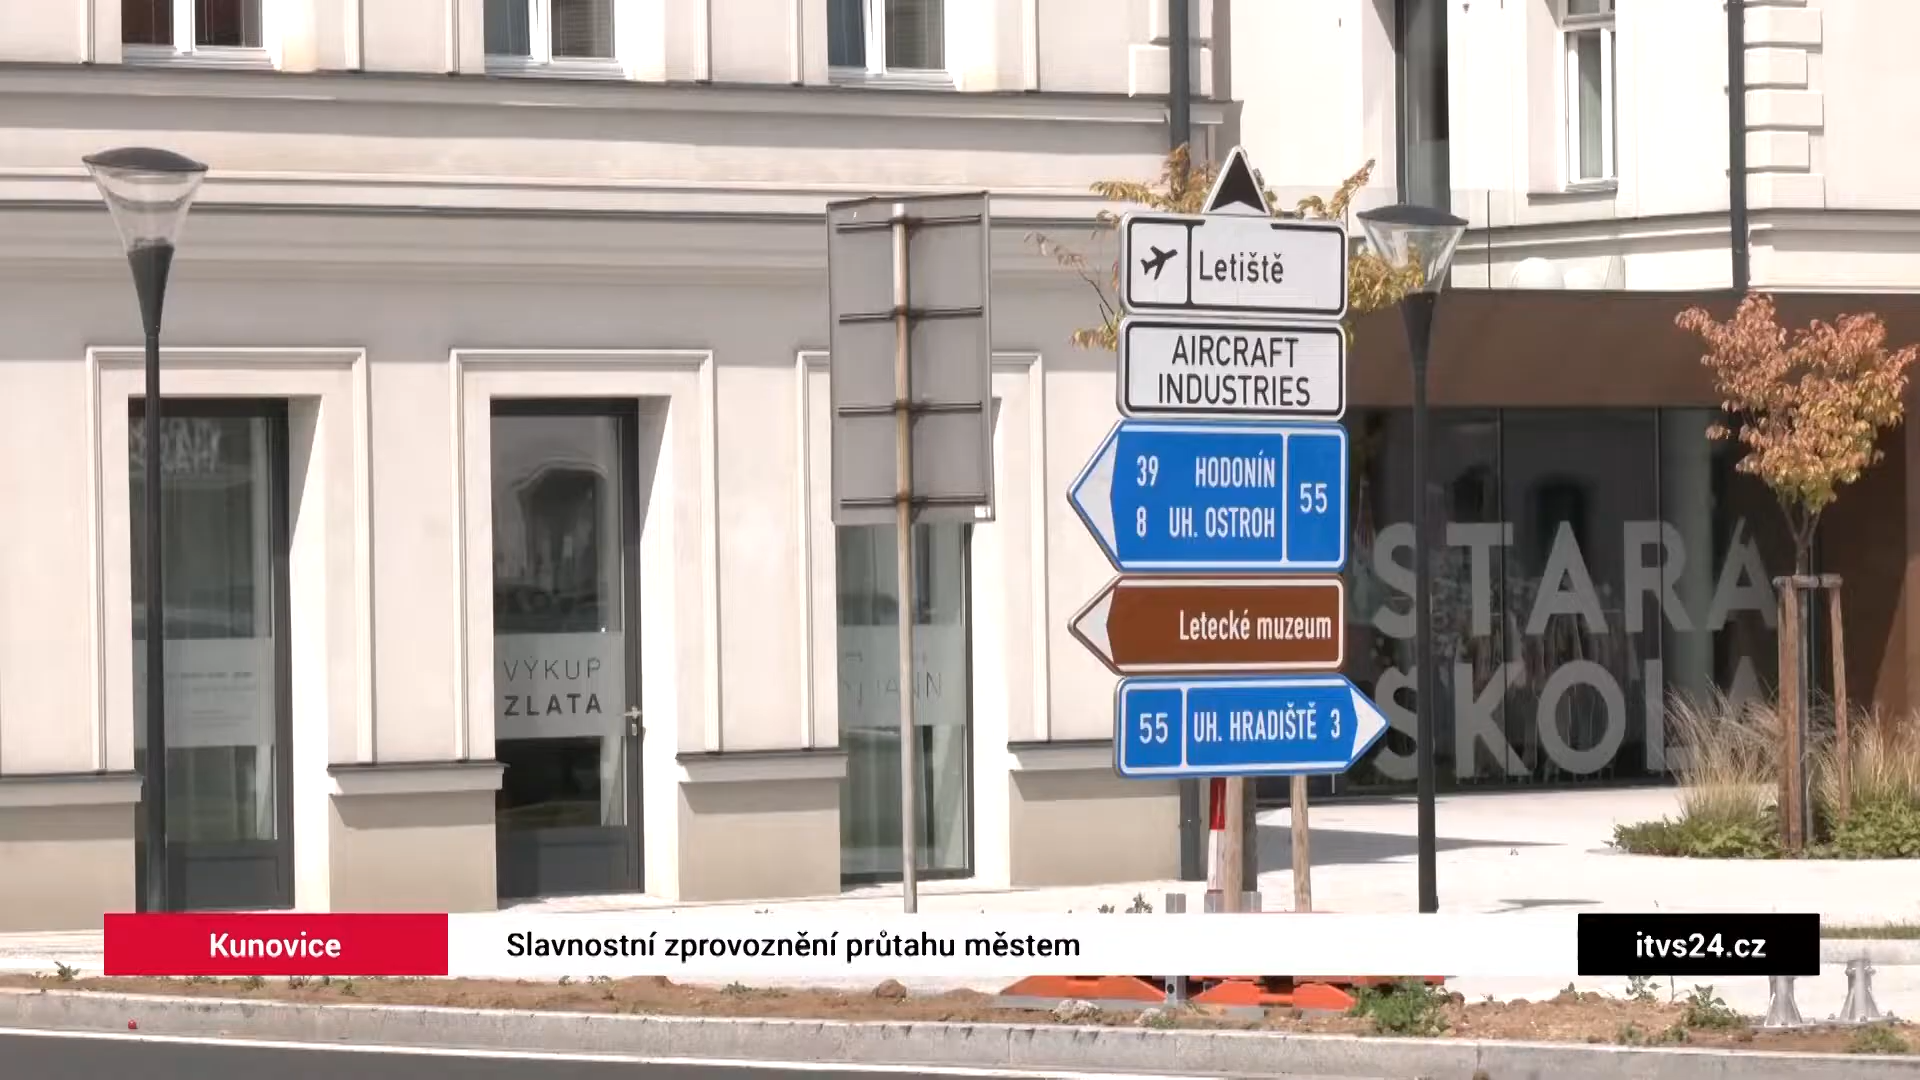 Letiště
AIRCRAFT
INDUSTRIES
39 HODONÍN
8 UH. OSTROH
55
Letecké muzeum
55 UH. HRADIŠTĚ 3
STARÁ
ŠKOLA
VÝKUP
ZLATA
Kunovice
Slavnostní zprovoznění průtahu městem
itvs24.cz